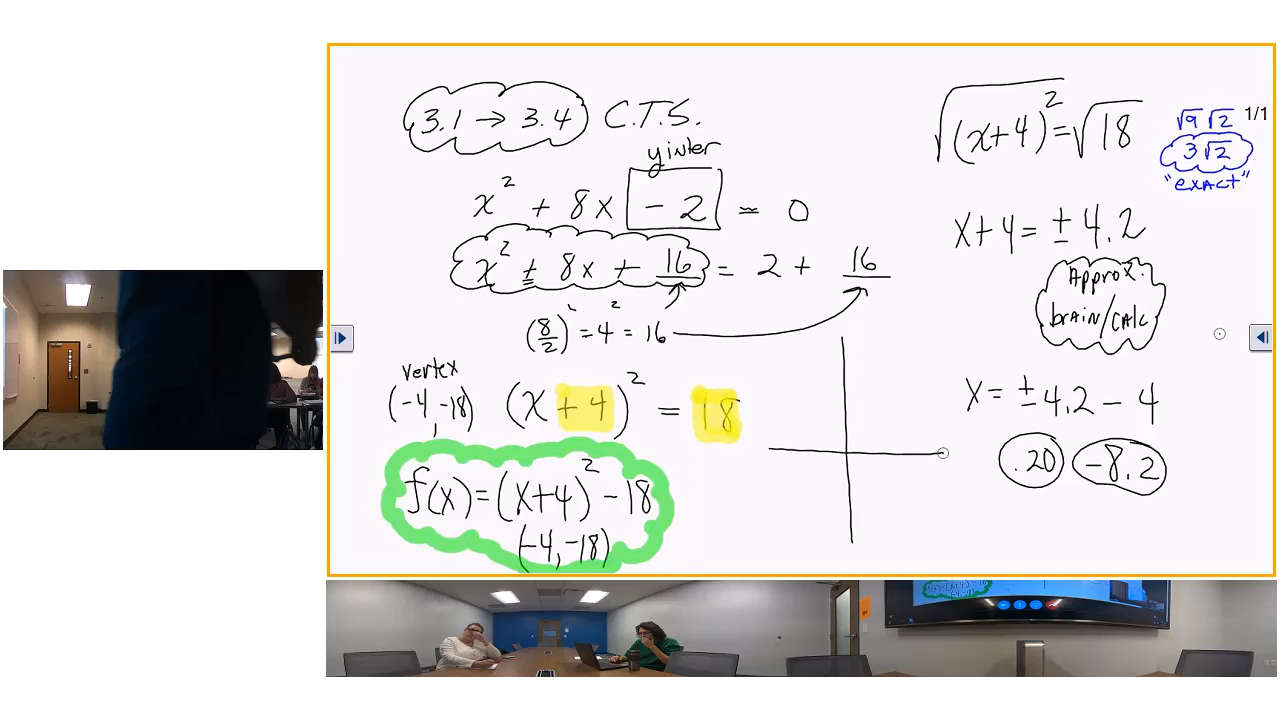 3.1 → 3.4 C.T.S.
y inter
x² + 8x - 2 = 0
x² + 8x + 16 = 2 + 16
(8/2)² = 4² = 16
vertex
(-4, -18) (x + 4)² = 18
f(x) = (x+4)² - 18
(-4, -18)
√(x+4)² = √18
√9 √2
3√2
"exact"
1/1
x+4 = ± 4.2
Approx.
brain/calc
x = ± 4.2 - 4
.20 -8.2